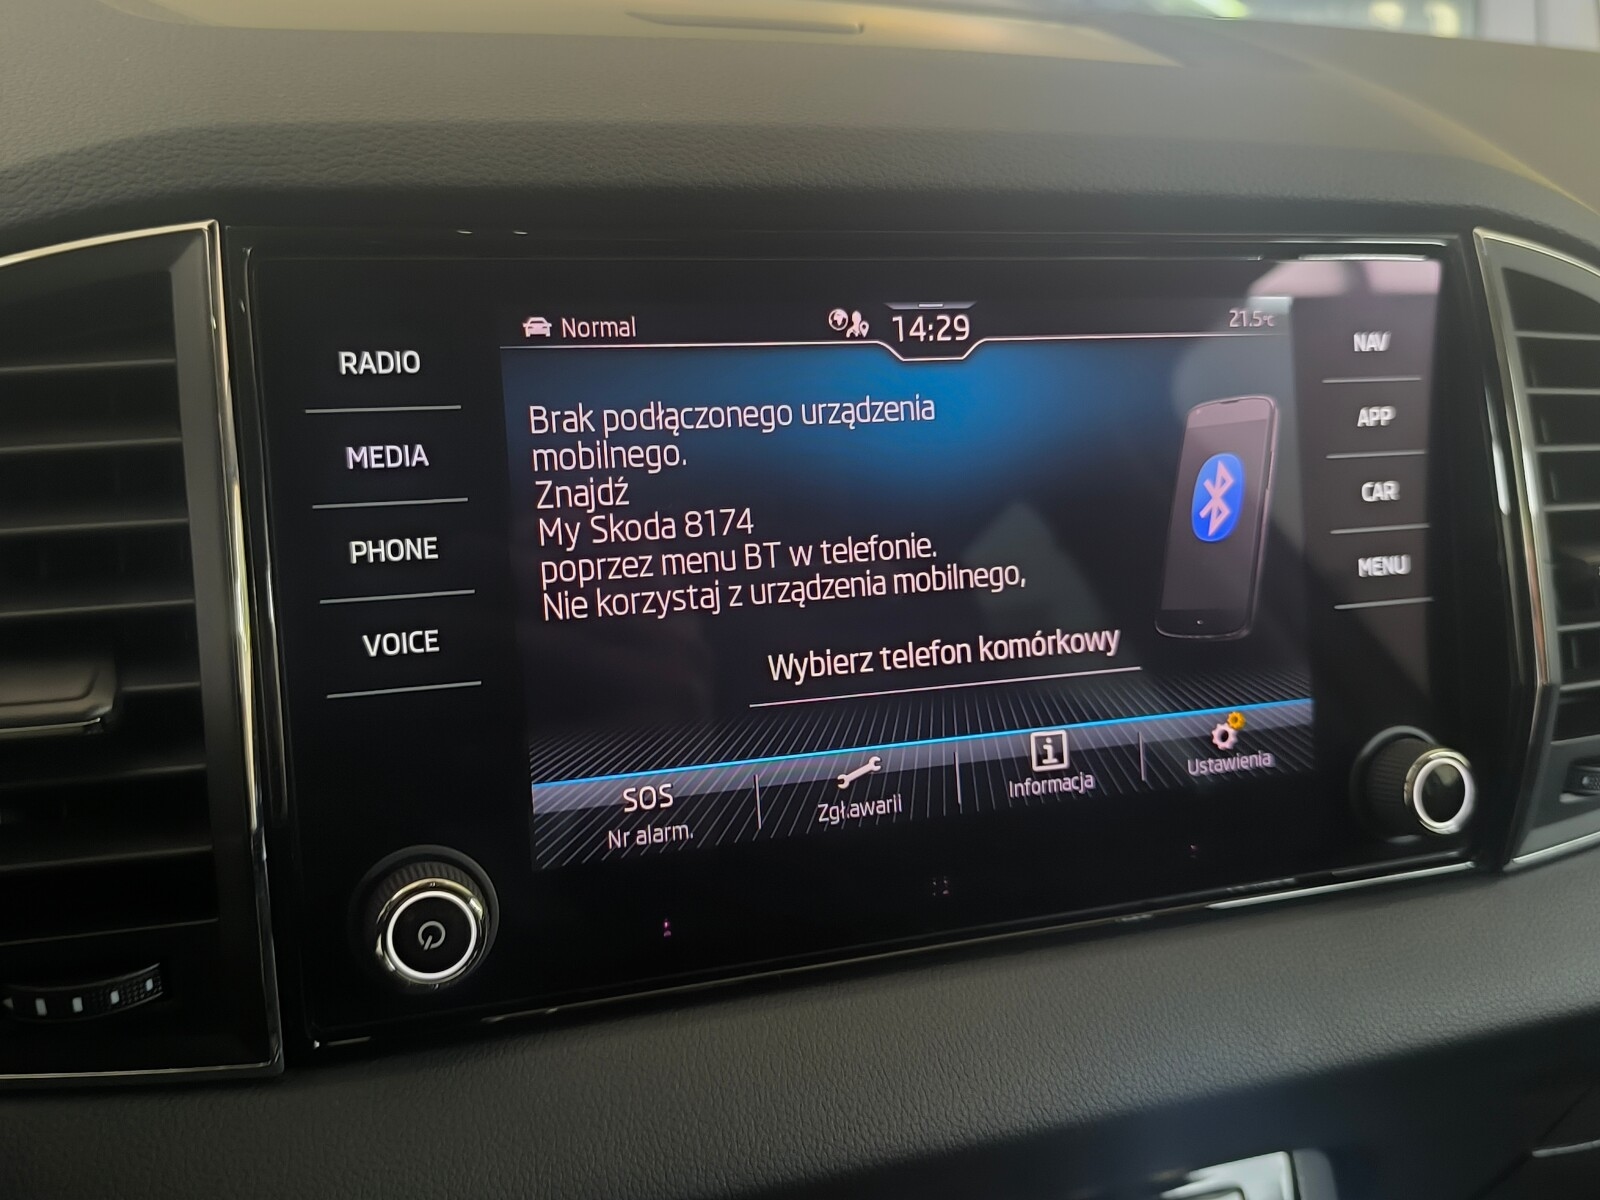 Normal
14:29
21.5°C
RADIO
MEDIA
PHONE
VOICE
Brak podłączonego urządzenia
mobilnego.
Znajdź
My Skoda 8174
poprzez menu BT w telefonie.
Nie korzystaj z urządzenia mobilnego,
Wybierz telefon komórkowy
SOS
Nr alarm.
Zgł.awarii
Informacja
Ustawienia
NAV
APP
CAR
MENU